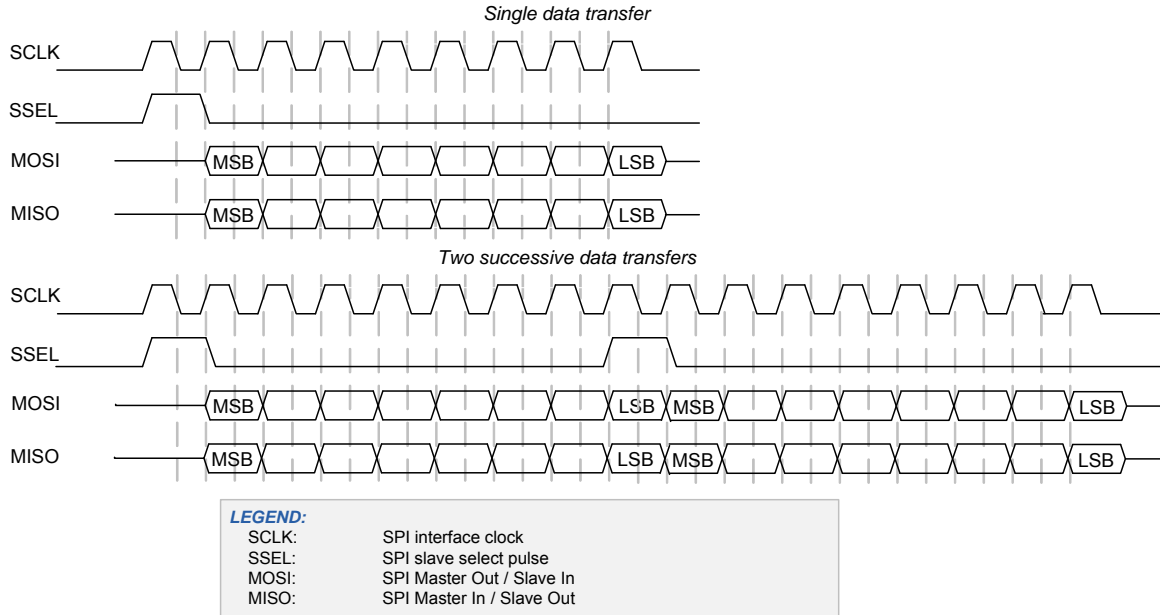 Single data transfer
SCLK
SSEL
MOSI MSB LSB
MISO MSB LSB
Two successive data transfers
SCLK
SSEL
MOSI MSB LSB MSB LSB
MISO MSB LSB MSB LSB
LEGEND:
SCLK: SPI interface clock
SSEL: SPI slave select pulse
MOSI: SPI Master Out / Slave In
MISO: SPI Master In / Slave Out